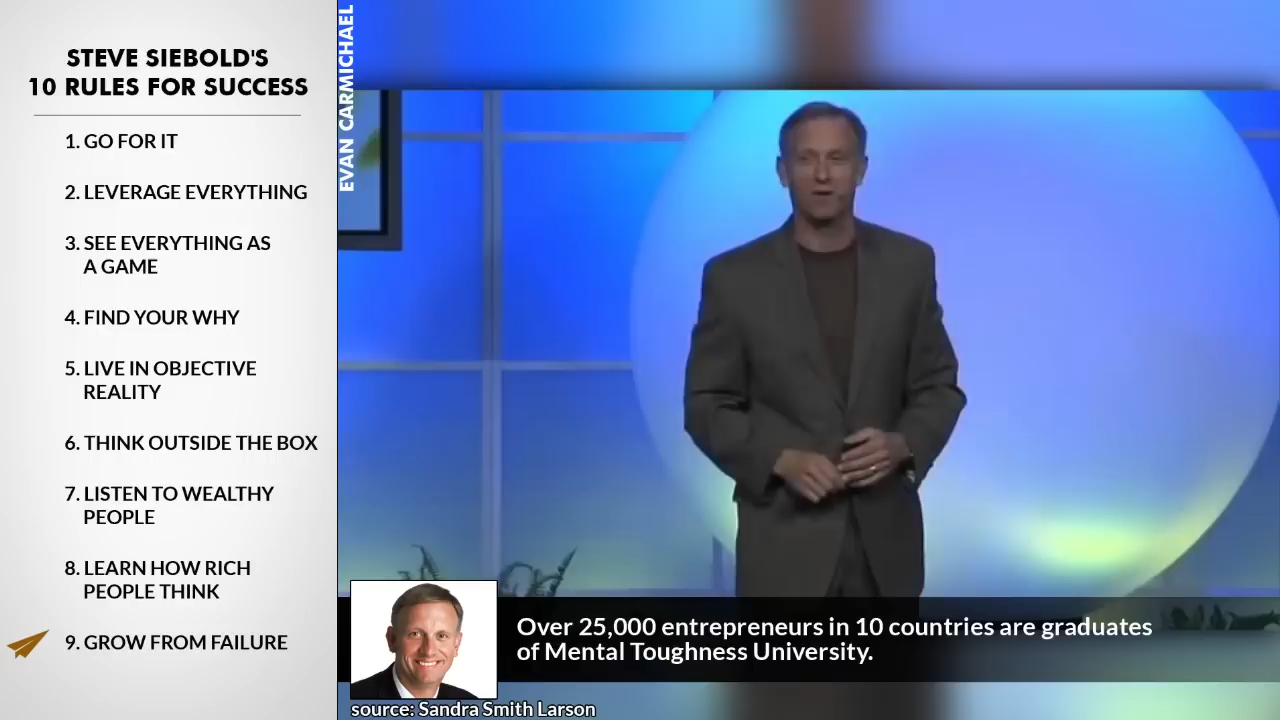 STEVE SIEBOLD'S
10 RULES FOR SUCCESS
1. GO FOR IT
2. LEVERAGE EVERYTHING
3. SEE EVERYTHING AS
A GAME
4. FIND YOUR WHY
5. LIVE IN OBJECTIVE
REALITY
6. THINK OUTSIDE THE BOX
7. LISTEN TO WEALTHY
PEOPLE
8. LEARN HOW RICH
PEOPLE THINK
9. GROW FROM FAILURE
EVAN CARMICHAEL
Over 25,000 entrepreneurs in 10 countries are graduates
of Mental Toughness University.
source: Sandra Smith Larson